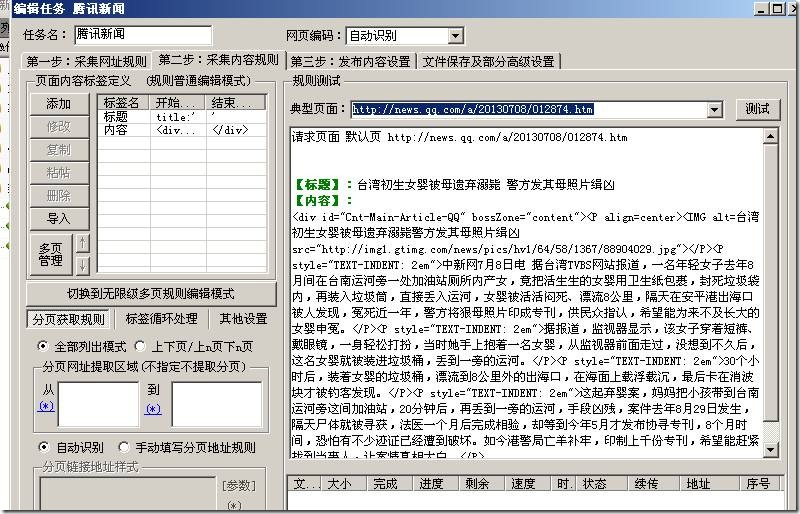 编辑任务 腾讯新闻
任务名： 腾讯新闻
网页编码： 自动识别
第一步：采集网址规则 第二步：采集内容规则 第三步：发布内容设置 文件保存及部分高级设置
页面内容标签定义 （规则普通编辑模式）
添加
修改
复制
粘帖
删除
导入
多页
管理
↑
↓
标签名 开始... 结束...
标题 title:' '
内容 <div... </div>
切换到无限级多页规则编辑模式
分页获取规则 标签循环处理 其他设置
全部列出模式 上下页/上n页下n页
分页网址提取区域(不指定不提取分页)
从 到
(*) (*)
自动识别 手动填写分页地址规则
分页链接地址样式
[参数]
(*)
规则测试
典型页面： http://news.qq.com/a/20130708/012874.htm 测试
请求页面 默认页 http://news.qq.com/a/20130708/012874.htm
【标题】：台湾初生女婴被母遗弃溺毙 警方发其母照片缉凶
【内容】：
<div id="Cnt-Main-Article-QQ" bossZone="content"><P align=center><IMG alt=台湾
初生女婴被母遗弃溺毙警方发其母照片缉凶
src="http://img1.gtimg.com/news/pics/hv1/64/58/1367/88904029.jpg"></P><P
style="TEXT-INDENT: 2em">中新网7月8日电 据台湾TVBS网站报道，一名年轻女子去年8
月间在台南运河旁一处加油站厕所内产女，竟把活生生的女婴用卫生纸包裹，封死垃圾袋
内，再装入垃圾筒，直接丢入运河，女婴被活活闷死、漂流8公里，隔天在安平港出海口
被人发现，冤死近一年，警方将狠母照片印成专刊，供民众指认，希望能为来不及长大的
女婴申冤。</P><P style="TEXT-INDENT: 2em">据报道，监视器显示，该女子穿着短裤、
戴眼镜，一身轻松打扮，当时她手上抱着一名女婴，从监视器前面走过，没想到不久后，
这名女婴就被装进垃圾桶，丢到一旁的运河。</P><P style="TEXT-INDENT: 2em">30个小
时后，装着女婴的垃圾桶，漂流到8公里外的出海口，在海面上载浮载沉，最后卡在消波
块才被钓客发现。</P><P style="TEXT-INDENT: 2em">这起弃婴案，妈妈把小孩带到台南
运河旁这间加油站，20分钟后，再丢到一旁的运河，手段凶残，案件去年8月29日发生，
隔天尸体就被寻获，法医一个月后完成相验，却等到今年5月才发布协寻专刊，8个月时
间，恐怕有不少迹证已经遭到破坏。如今港警局亡羊补牢，印制上千份专刊，希望能赶紧
找到当事人，让案情真相大白。</P>
文... 大小 完成 进度 剩余 速度 时. 状态 续传 地址 序号